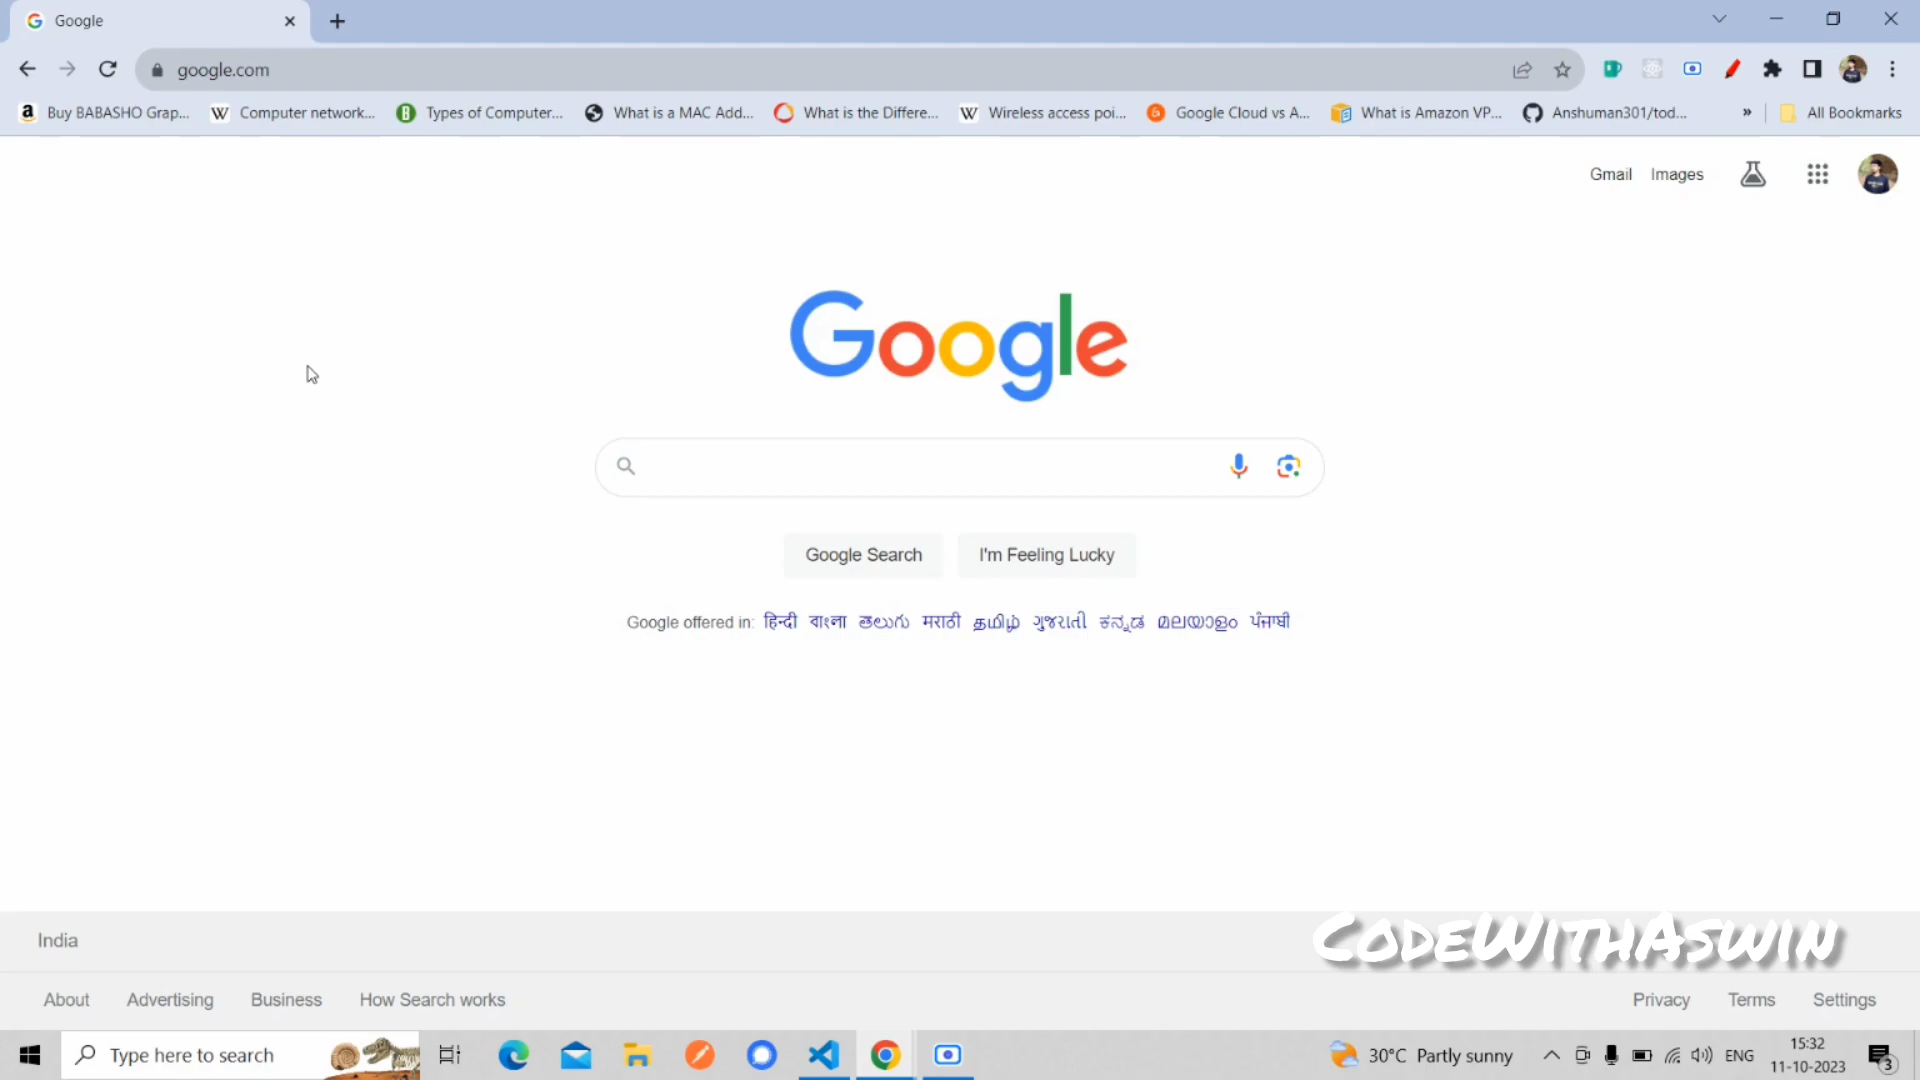 Google
google.com
Buy BABASHO Grap... Computer network... Types of Computer... What is a MAC Add... What is the Differe... Wireless access poi... Google Cloud vs A... What is Amazon VP... Anshuman301/tod... » All Bookmarks
Gmail Images
Google
Google Search I'm Feeling Lucky
Google offered in: हिन्दी বাংলা తెలుగు मराठी தமிழ் ગુજરાતી ಕನ್ನಡ മലയാളം ਪੰਜਾਬੀ
India
CodeWithAswin
About Advertising Business How Search works Privacy Terms Settings
Type here to search
30°C Partly sunny
ENG
15:32
11-10-2023
3